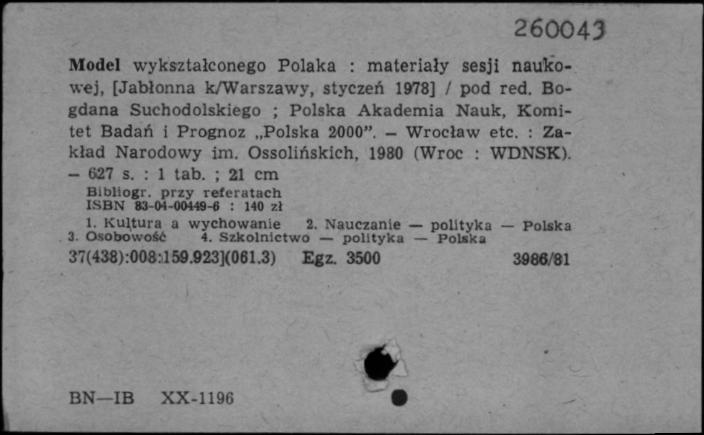 260043
Model wykształconego Polaka : materiały sesji nauko-
wej, [Jabłonna k/Warszawy, styczeń 1978] / pod red. Bo-
gdana Suchodolskiego ; Polska Akademia Nauk, Komi-
tet Badań i Prognoz „Polska 2000”. — Wrocław etc. : Za-
kład Narodowy im. Ossolińskich, 1980 (Wroc : WDNSK).
— 627 s. : 1 tab. ; 21 cm
Bibliogr. przy referatach
ISBN 83-04-00449-6 : 140 zł
1. Kultura a wychowanie 2. Nauczanie — polityka — Polska
3. Osobowość 4. Szkolnictwo — polityka — Polska
37(438):008:159.923](061.3) Egz. 3500 3986/81
BN—IB XX-1196